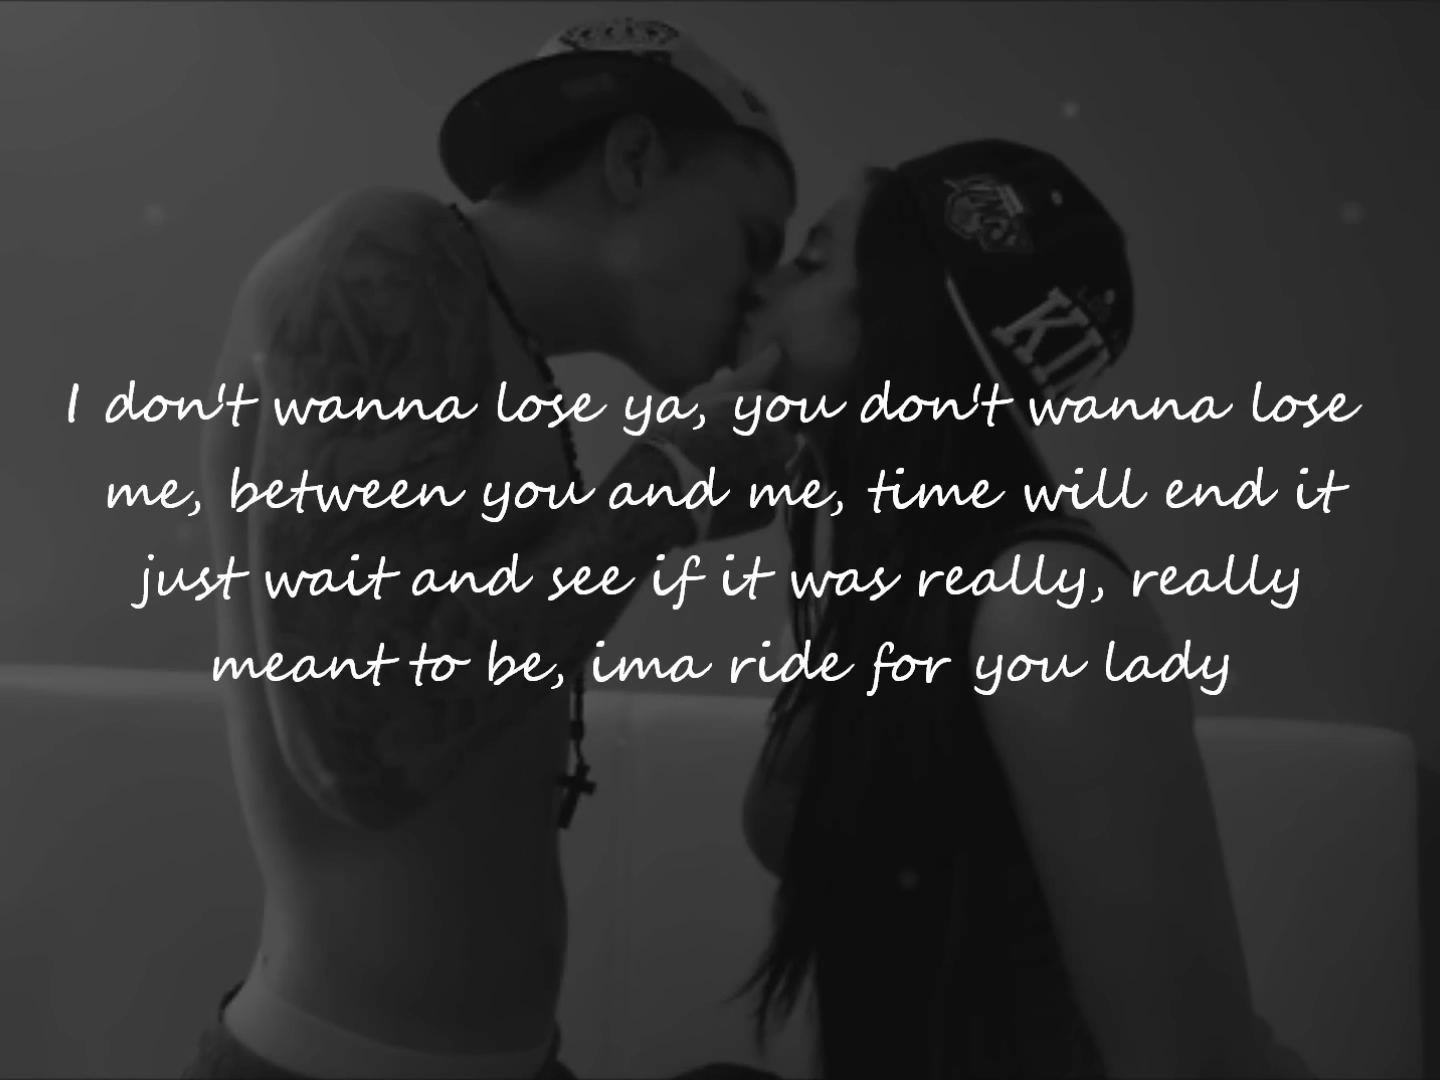 I don't wanna lose ya, you don't wanna lose
me, between you and me, time will end it
just wait and see if it was really, really
meant to be, ima ride for you lady